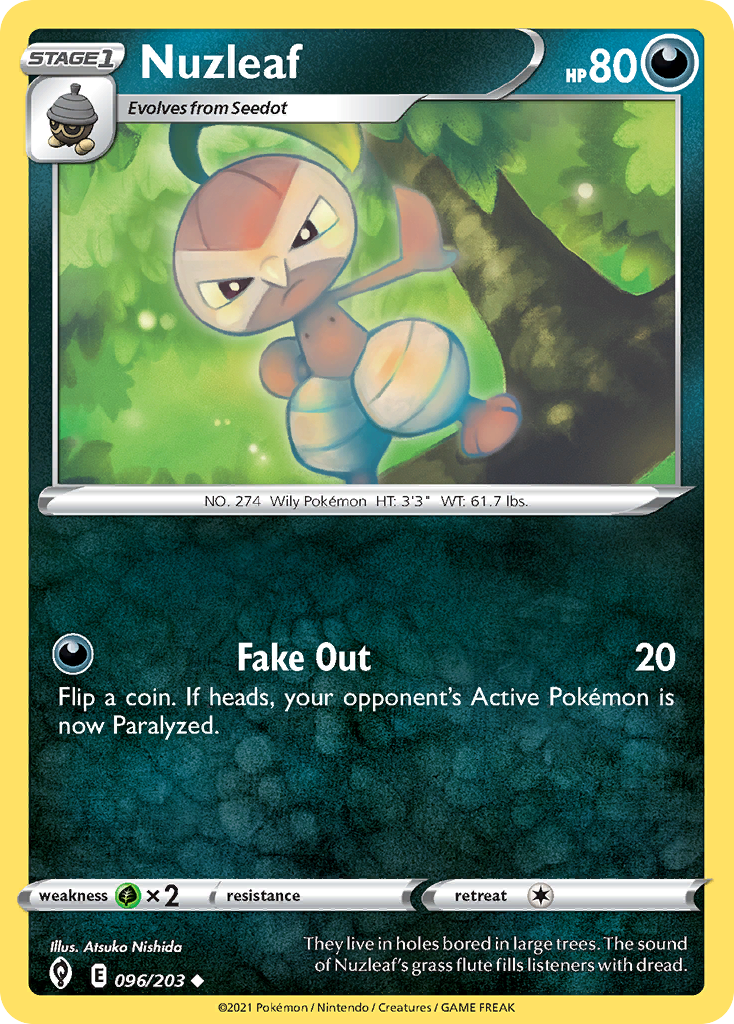 STAGE1
Nuzleaf
HP80
Evolves from Seedot
NO. 274 Wily Pokémon HT: 3'3" WT: 61.7 lbs.
Fake Out 20
Flip a coin. If heads, your opponent's Active Pokémon is
now Paralyzed.
weakness ×2 resistance retreat
Illus. Atsuko Nishida
They live in holes bored in large trees. The sound
of Nuzleaf's grass flute fills listeners with dread.
E 096/203
©2021 Pokémon / Nintendo / Creatures / GAME FREAK